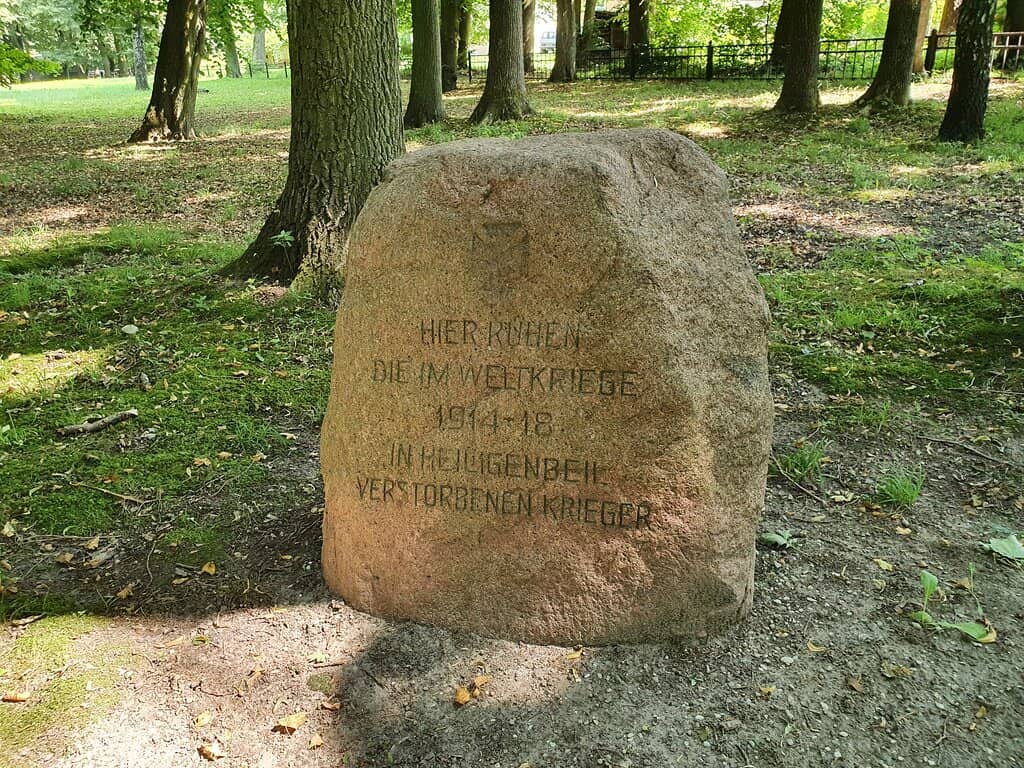 HIER RUHEN
DIE IM WELTKRIEGE
1914-18
IN HEILIGENBEIL
VERSTORBENEN KRIEGER